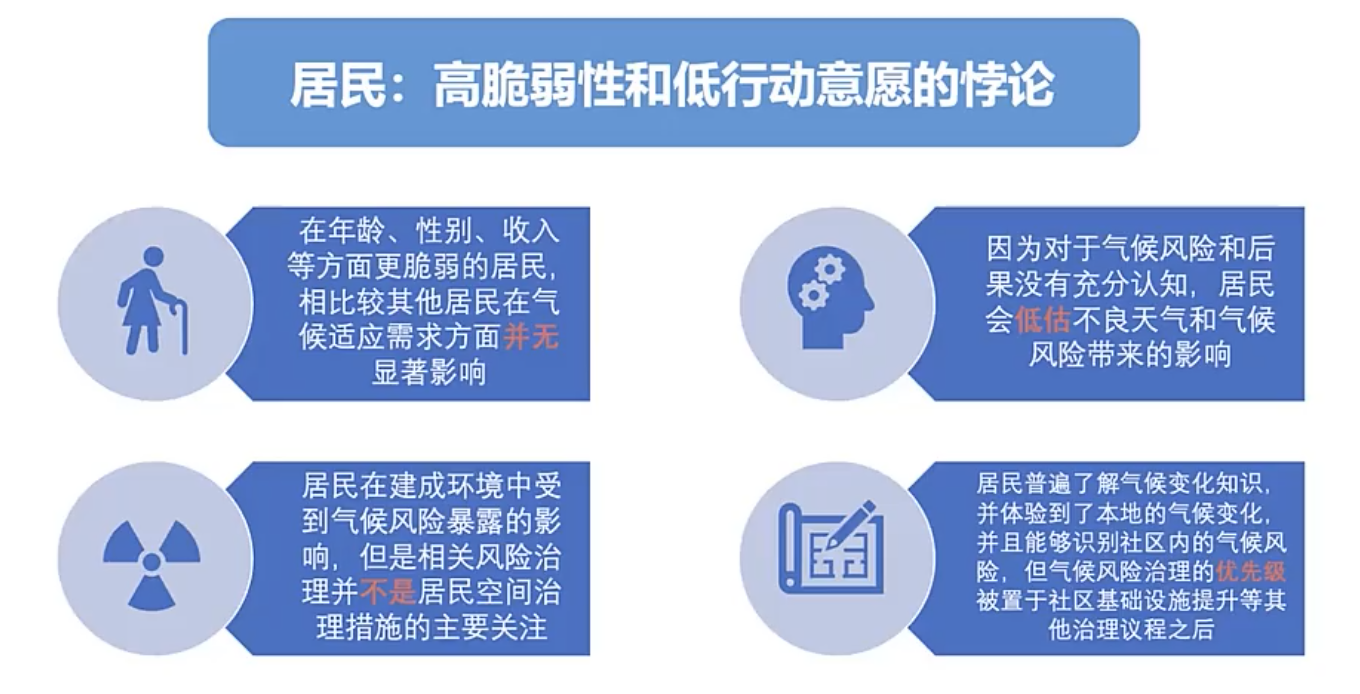 居民：高脆弱性和低行动意愿的悖论
在年龄、性别、收入
等方面更脆弱的居民，
相比较其他居民在气
候适应需求方面并无
显著影响
因为对于气候风险和后
果没有充分认知，居民
会低估不良天气和气候
风险带来的影响
居民在建成环境中受
到气候风险暴露的影
响，但是相关风险治
理并不是居民空间治
理措施的主要关注
居民普遍了解气候变化知识，
并体验到了本地的气候变化，
并且能够识别社区内的气候风
险，但气候风险治理的优先级
被置于社区基础设施提升等其
他治理议程之后